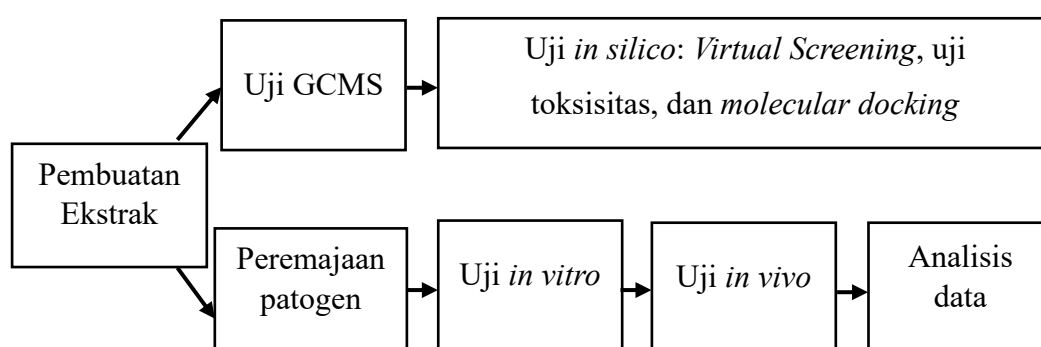 Uji GCMS
Uji in silico: Virtual Screening, uji
toksisitas, dan molecular docking
Pembuatan
Ekstrak
Peremajaan
patogen
Uji in vitro
Uji in vivo
Analisis
data